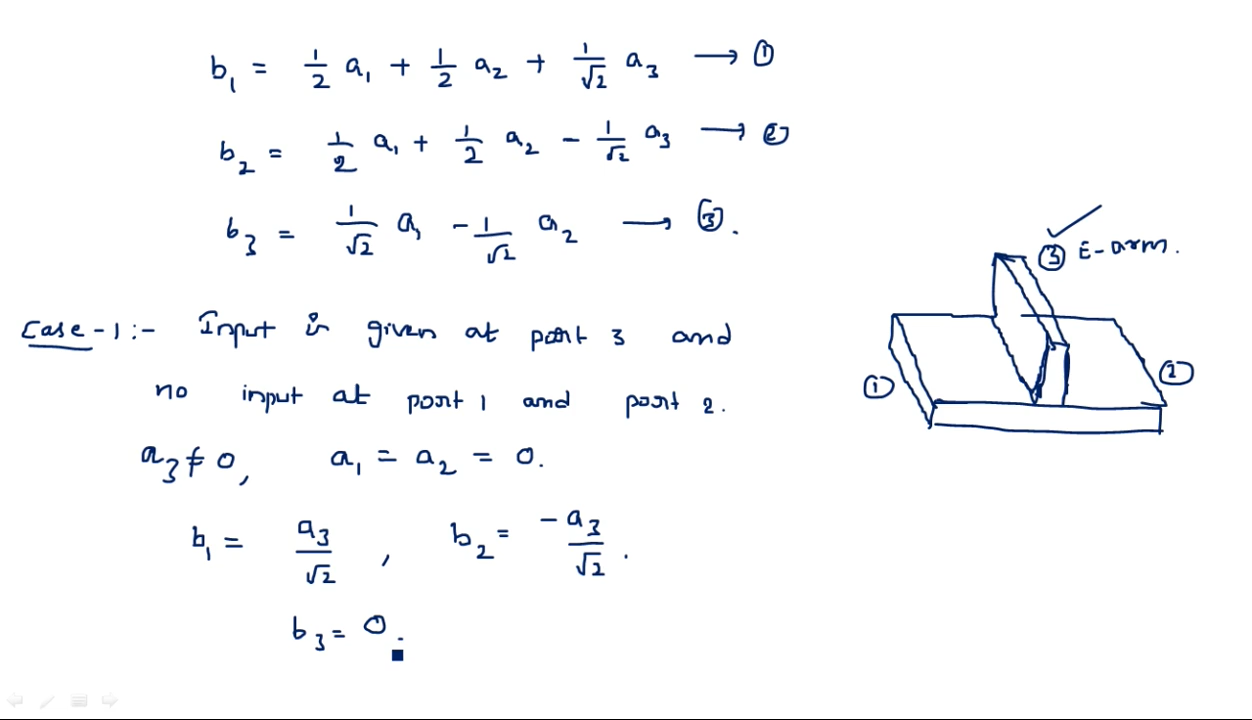 b₁ = 1/2 a₁ + 1/2 a₂ + 1/√2 a₃ → ①
b₂ = 1/2 a₁ + 1/2 a₂ − 1/√2 a₃ → ②
b₃ = 1/√2 a₁ − 1/√2 a₂ → ③.
③ E-arm.
①
②
Case-1:- Input is given at port 3 and
no input at port 1 and port 2.
a₃ ≠ 0, a₁ = a₂ = 0.
b₁ = a₃/√2 , b₂ = −a₃/√2 .
b₃ = 0.